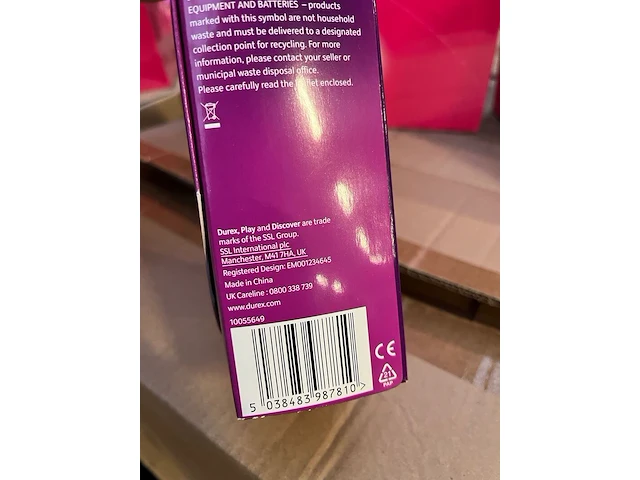 EQUIPMENT AND BATTERIES – products
marked with this symbol are not household
waste and must be delivered to a designated
collection point for recycling. For more
information, please contact your seller or
municipal waste disposal office.
Please carefully read the leaflet enclosed.
Durex, Play and Discover are trade
marks of the SSL Group.
SSL International plc
Manchester, M41 7HA, UK
Registered Design: EM001234645
Made in China
UK Careline : 0800 338 739
www.durex.com
10055649
CE
5 038483 987810 >
21
PAP